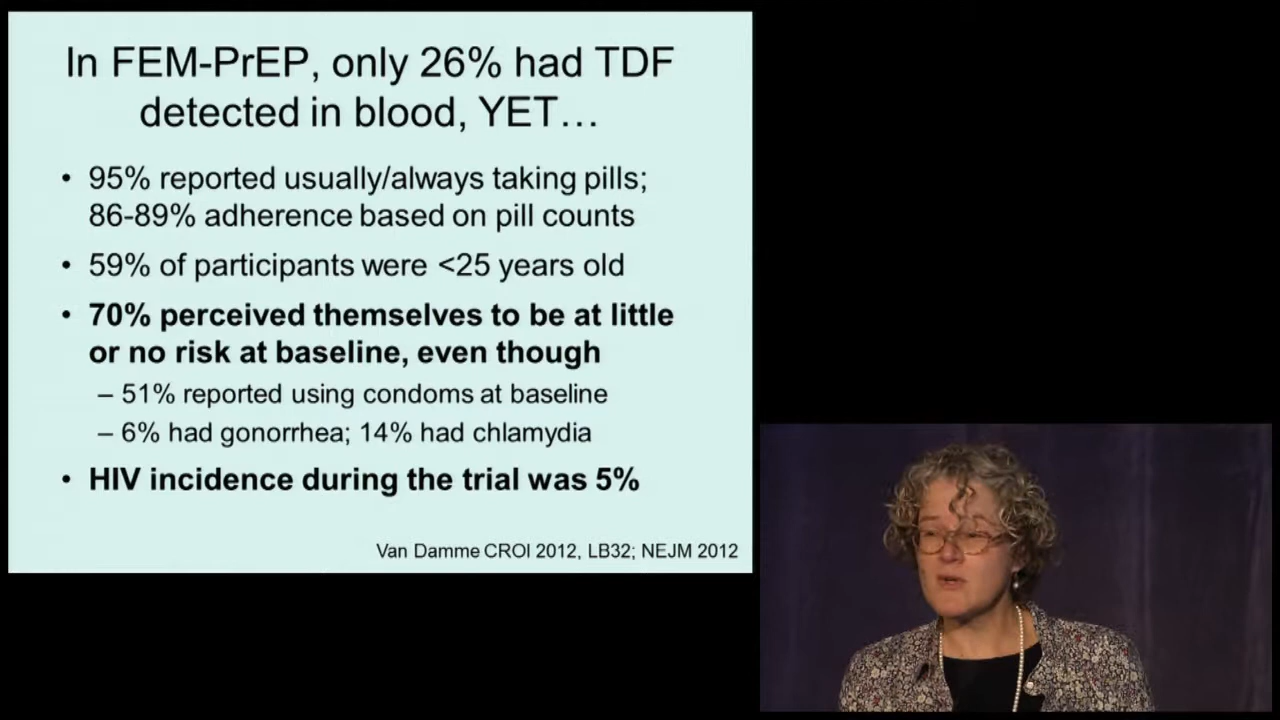 In FEM-PrEP, only 26% had TDF
detected in blood, YET…
• 95% reported usually/always taking pills;
86-89% adherence based on pill counts
• 59% of participants were <25 years old
• 70% perceived themselves to be at little
or no risk at baseline, even though
– 51% reported using condoms at baseline
– 6% had gonorrhea; 14% had chlamydia
• HIV incidence during the trial was 5%
Van Damme CROI 2012, LB32; NEJM 2012